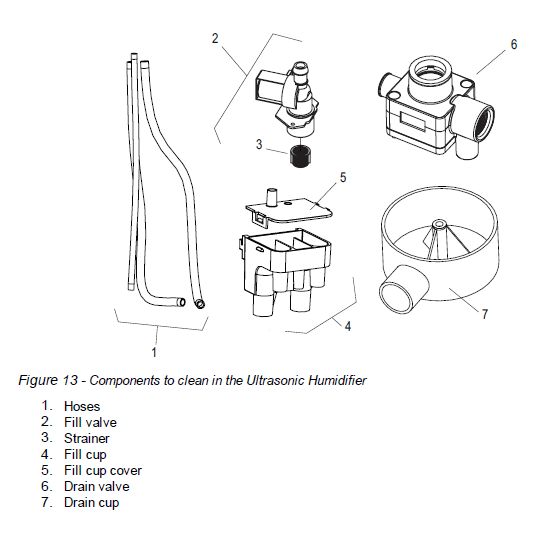 2
6
3
5
4
7
1
Figure 13 - Components to clean in the Ultrasonic Humidifier
1. Hoses
2. Fill valve
3. Strainer
4. Fill cup
5. Fill cup cover
6. Drain valve
7. Drain cup